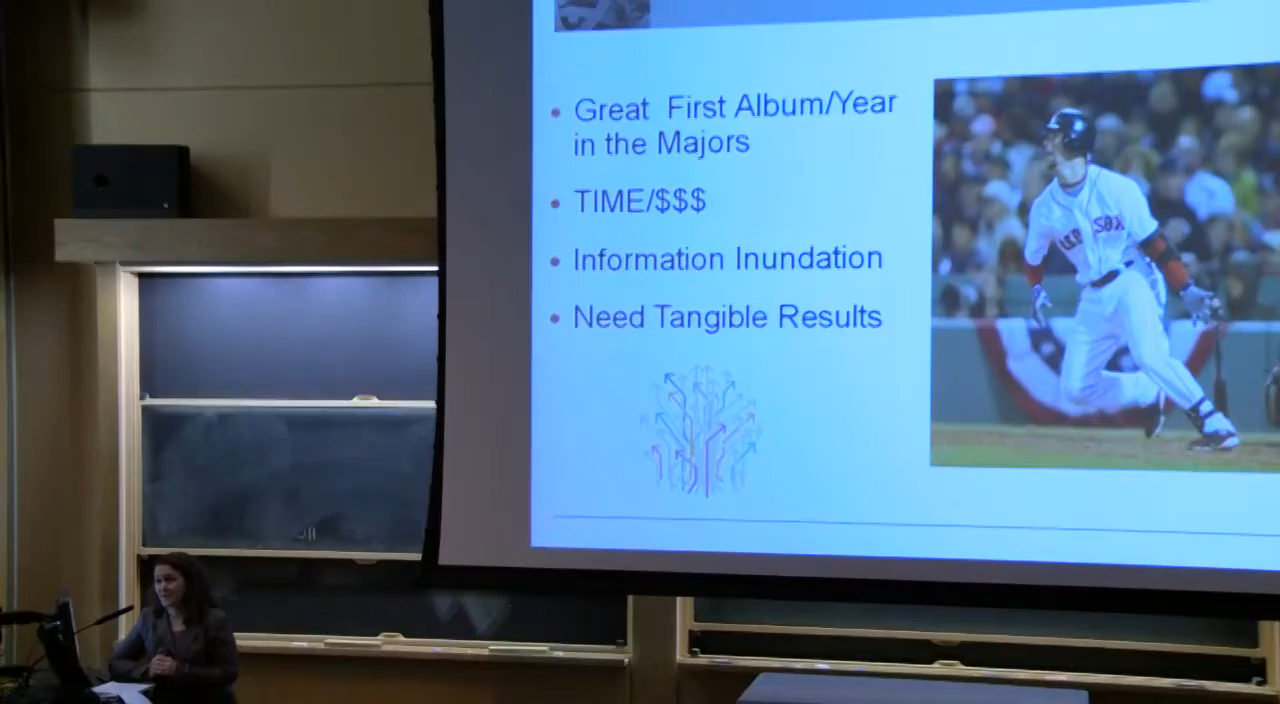 Great First Album/Year
in the Majors
TIME/$$$
Information Inundation
Need Tangible Results
RED SOX